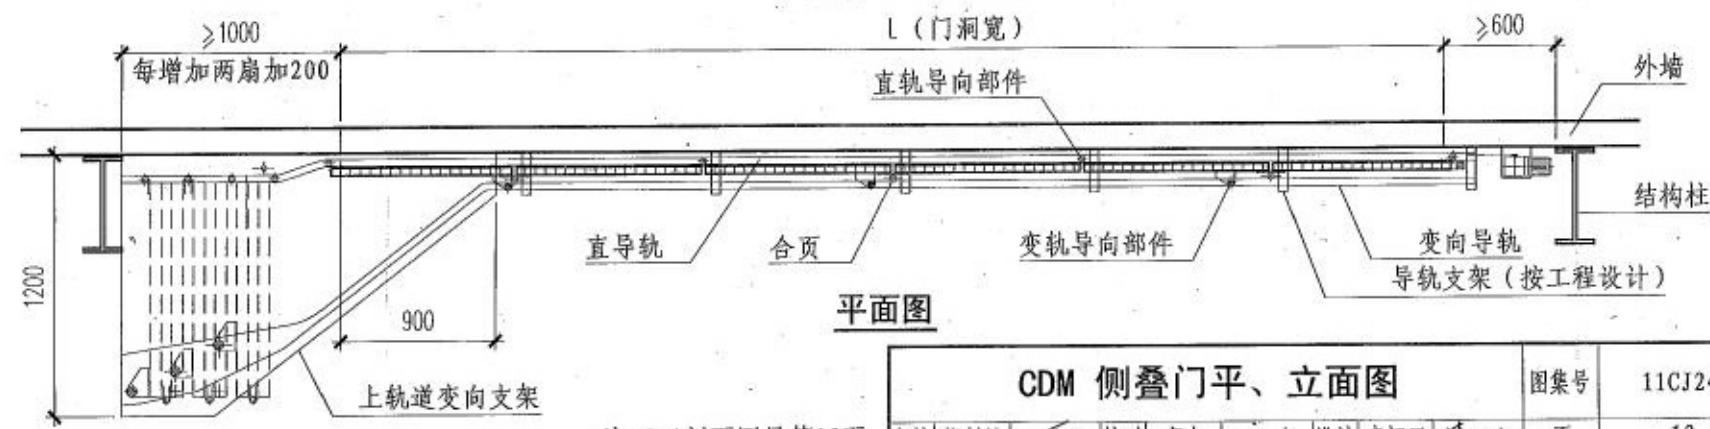 ≥1000
L（门洞宽）
≥600
每增加两扇加200
直轨导向部件
外墙
结构柱
直导轨
合页
变轨导向部件
变向导轨
导轨支架（按工程设计）
1200
900
平面图
上轨道变向支架
CDM 侧叠门平、立面图
图集号
11CJ24